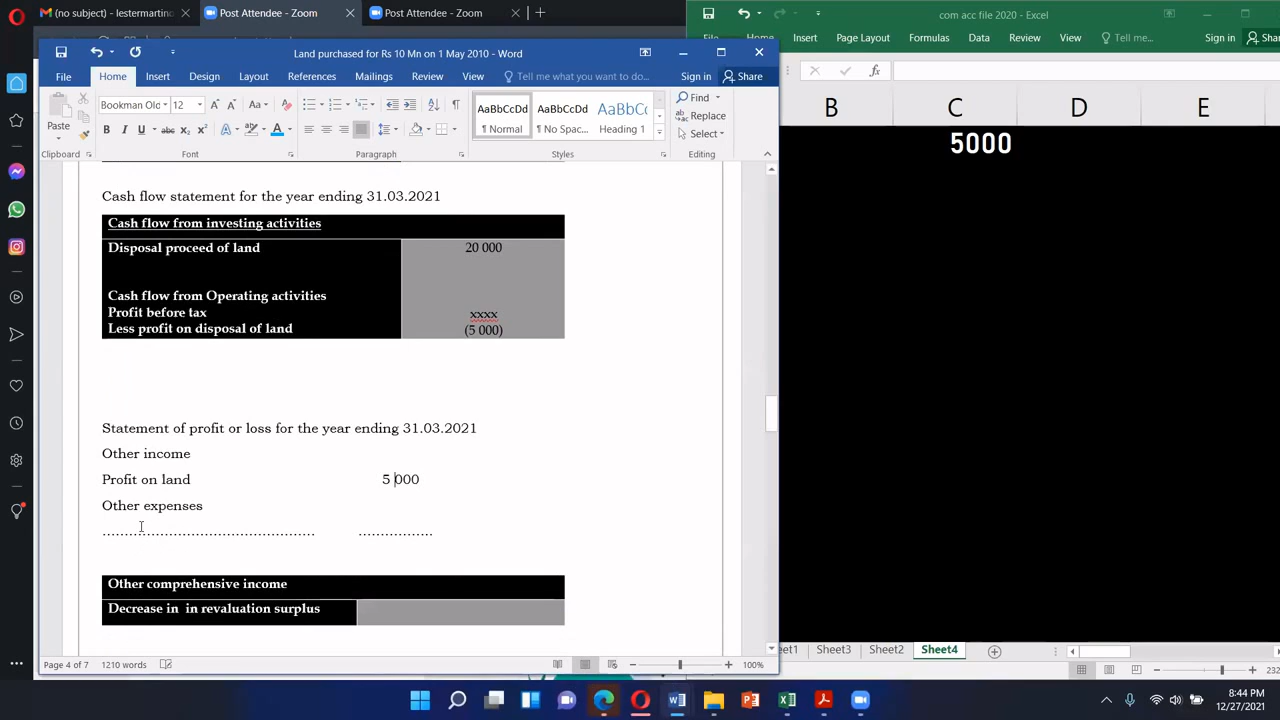 (no subject) - lestermartino
Post Attendee - Zoom
Post Attendee - Zoom
Land purchased for Rs 10 Mn on 1 May 2010 - Word
File
Home
Insert
Design
Layout
References
Mailings
Review
View
Tell me what you want to do...
Sign in
Share
Paste
Clipboard
Bookman Old
12
Font
Paragraph
AaBbCcDd
AaBbCcDd
AaBbCc
¶ Normal
¶ No Spac...
Heading 1
Styles
Find
Replace
Select
Editing
Cash flow statement for the year ending 31.03.2021
Cash flow from investing activities
Disposal proceed of land 20 000
Cash flow from Operating activities
Profit before tax xxxx
Less profit on disposal of land (5 000)
Statement of profit or loss for the year ending 31.03.2021
Other income
Profit on land 5 000
Other expenses
................................................ .................
Other comprehensive income
Decrease in in revaluation surplus
Page 4 of 7
1210 words
100%
com acc file 2020 - Excel
File
Home
Insert
Page Layout
Formulas
Data
Review
View
Tell me...
Sign in
Share
fx
B C D E
5000
Sheet3
Sheet2
Sheet4
8:44 PM
12/27/2021